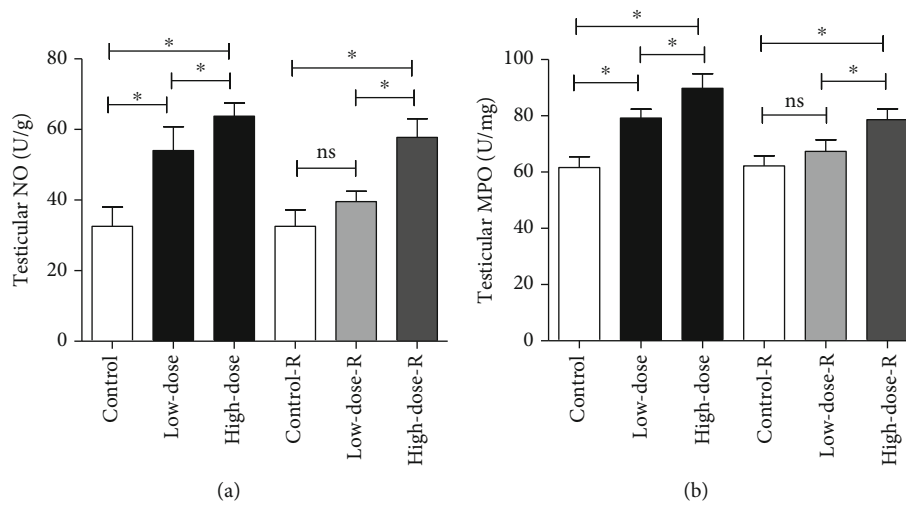 *
*
*
*
*
ns
Testicular NO (U/g)
80
60
40
20
0
Control
Low-dose
High-dose
Control-R
Low-dose-R
High-dose-R
(a)
*
*
*
*
*
ns
Testicular MPO (U/mg)
100
80
60
40
20
0
Control
Low-dose
High-dose
Control-R
Low-dose-R
High-dose-R
(b)